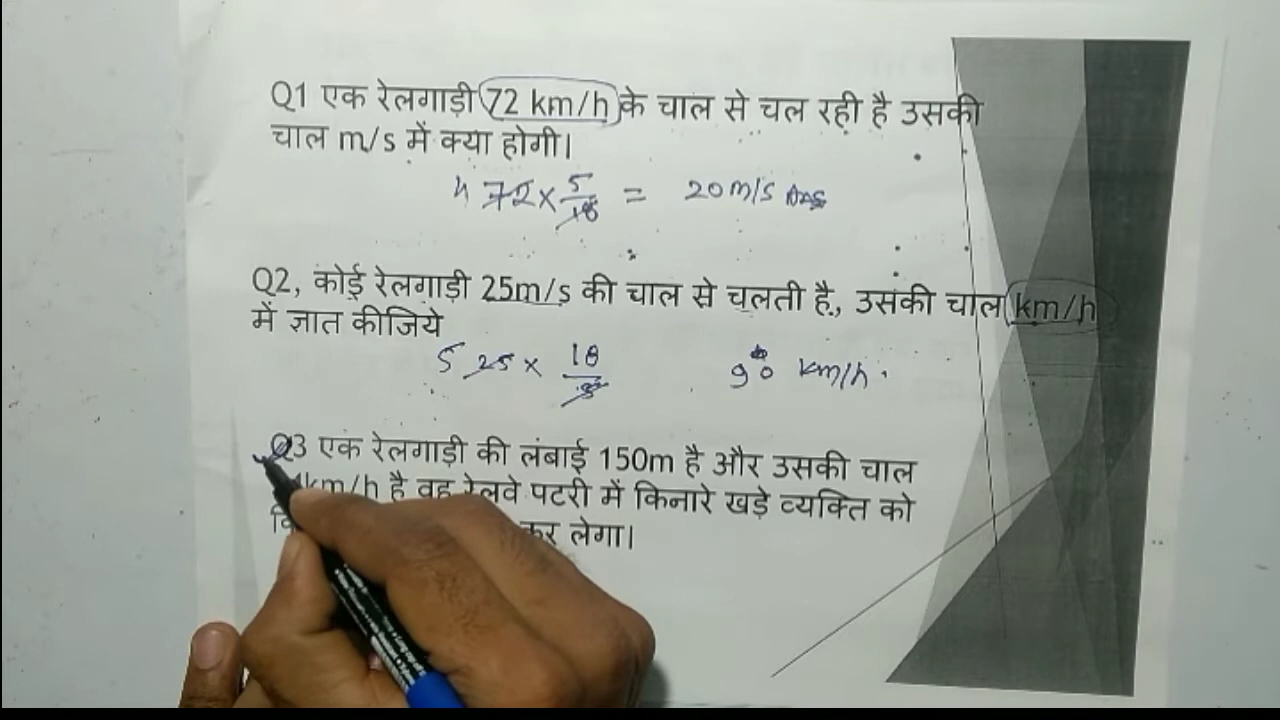 Q1 एक रेलगाड़ी 72 km/h के चाल से चल रही है उसकी
चाल m/s में क्या होगी।
4 72 × 5/18 = 20 m/s Ans
Q2, कोई रेलगाड़ी 25m/s की चाल से चलती है, उसकी चाल km/h
में ज्ञात कीजिये
5 25 × 18/5 90 km/h.
Q3 एक रेलगाड़ी की लंबाई 150m है और उसकी चाल
km/h है वह रेलवे पटरी में किनारे खड़े व्यक्ति को
कर लेगा।